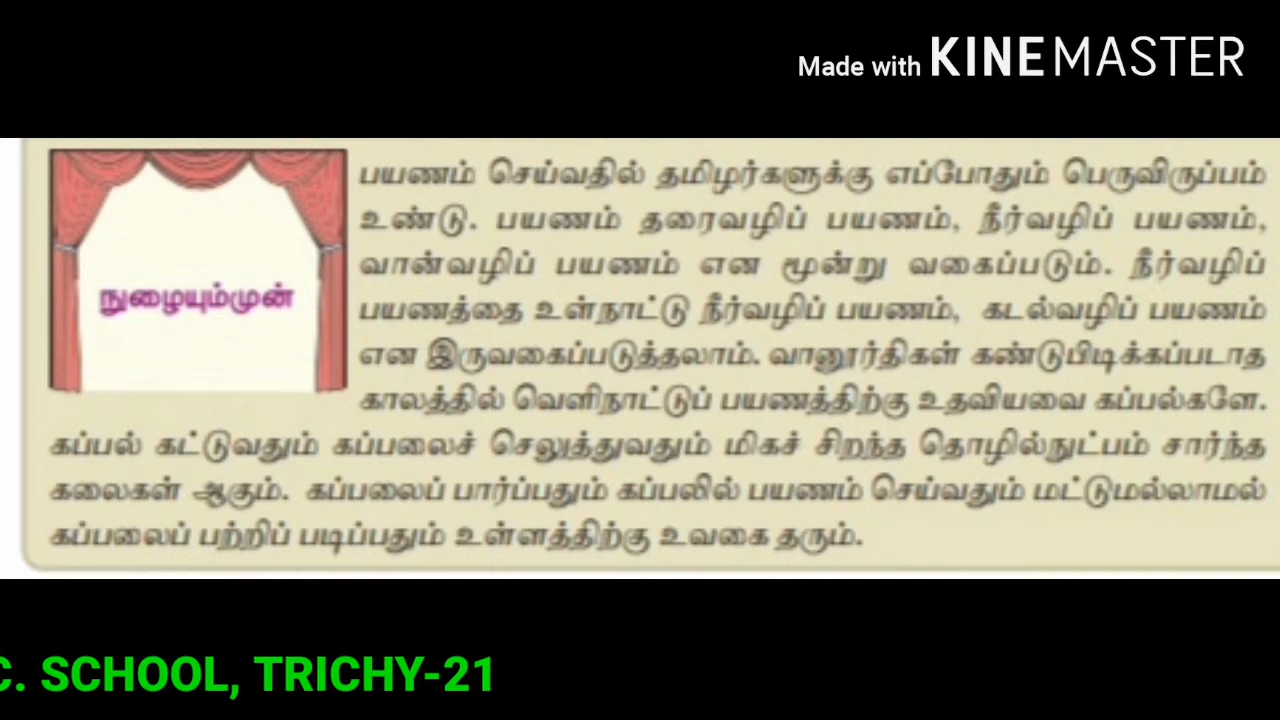 Made with KINEMASTER
பயணம் செய்வதில் தமிழர்களுக்கு எப்போதும் பெருவிருப்பம்
உண்டு. பயணம் தரைவழிப் பயணம், நீர்வழிப் பயணம்,
வான்வழிப் பயணம் என மூன்று வகைப்படும். நீர்வழிப்
நுழையும்முன்
பயணத்தை உள்நாட்டு நீர்வழிப் பயணம், கடல்வழிப் பயணம்
என இருவகைப்படுத்தலாம். வானூர்திகள் கண்டுபிடிக்கப்படாத
காலத்தில் வெளிநாட்டுப் பயணத்திற்கு உதவியவை கப்பல்களே.
கப்பல் கட்டுவதும் கப்பலைச் செலுத்துவதும் மிகச் சிறந்த தொழில்நுட்பம் சார்ந்த
கலைகள் ஆகும். கப்பலைப் பார்ப்பதும் கப்பலில் பயணம் செய்வதும் மட்டுமல்லாமல்
கப்பலைப் பற்றிப் படிப்பதும் உள்ளத்திற்கு உவகை தரும்.
C. SCHOOL, TRICHY-21